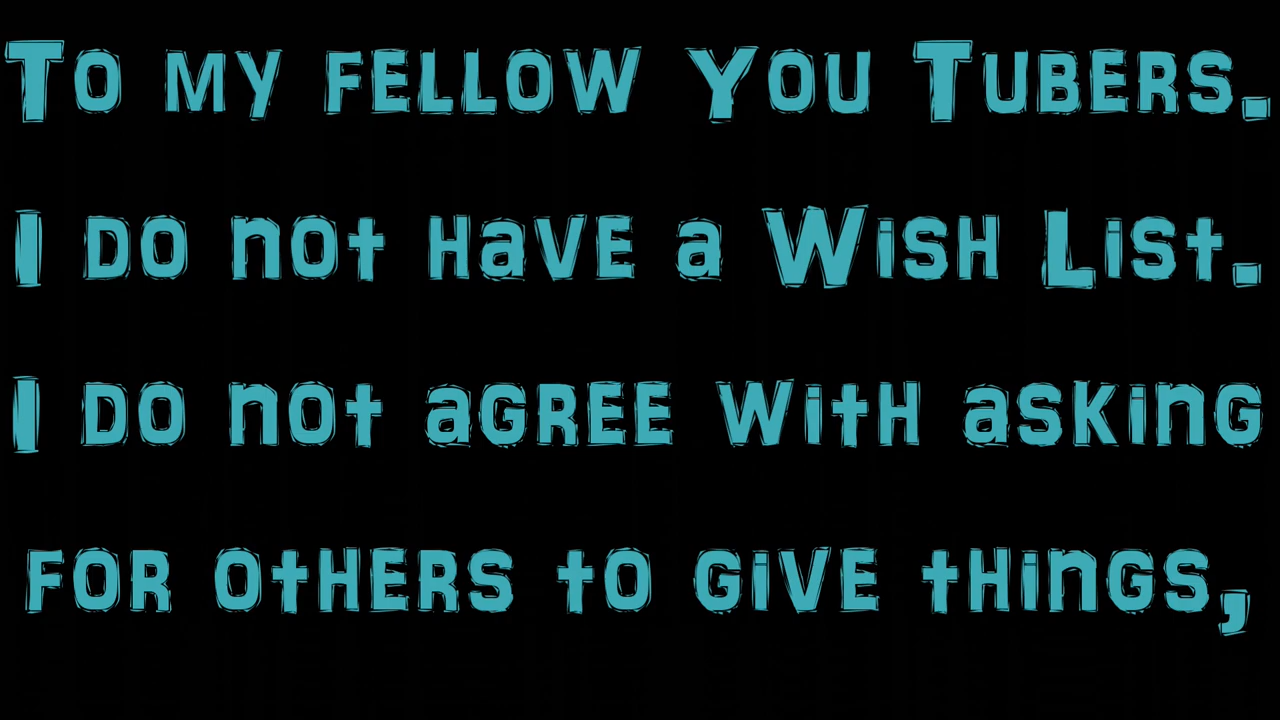 To my fellow You Tubers.
I do not have a Wish List.
I do not agree with asking
for others to give things,